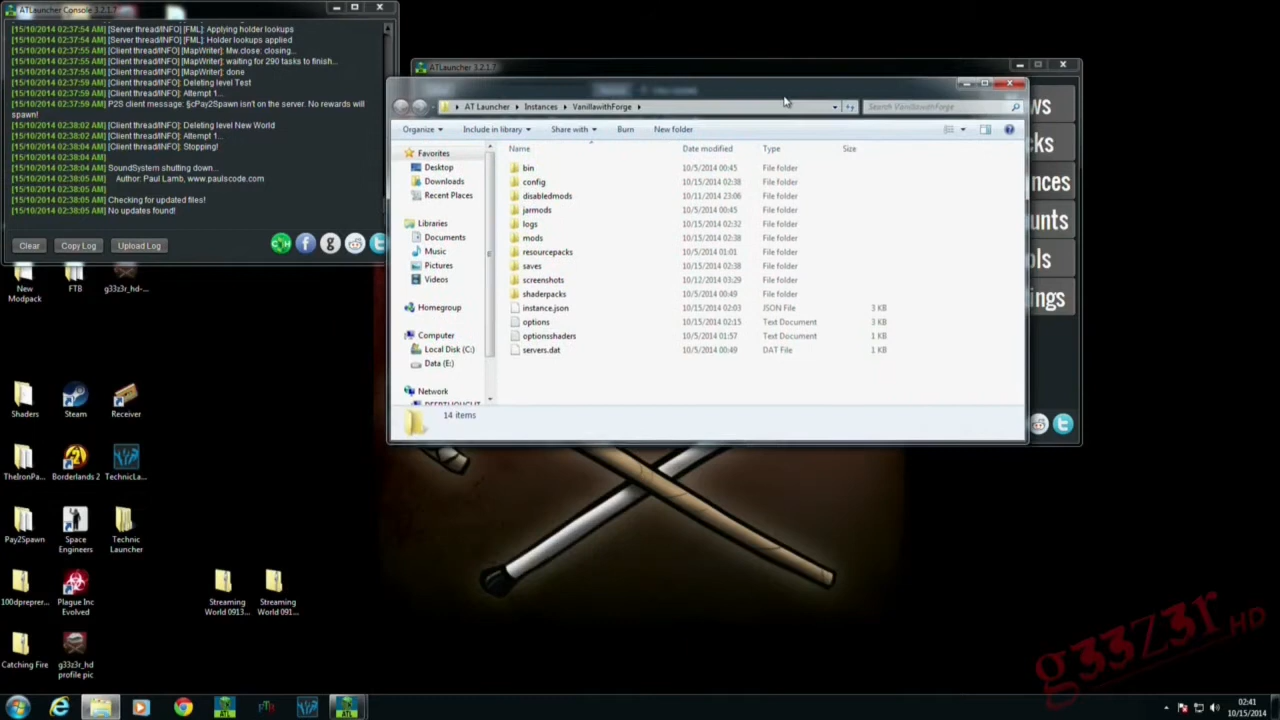 ATLauncher Console 3.2.1.7
[15/10/2014 02:37:54 AM] [Server thread/INFO] [FML]: Applying holder lookups
[15/10/2014 02:37:54 AM] [Server thread/INFO] [FML]: Holder lookups applied
[15/10/2014 02:37:55 AM] [Client thread/INFO] [MapWriter]: Mw.close: closing...
[15/10/2014 02:37:55 AM] [Client thread/INFO] [MapWriter]: waiting for 290 tasks to finish...
[15/10/2014 02:37:55 AM] [Client thread/INFO] [MapWriter]: done
[15/10/2014 02:37:59 AM] [Client thread/INFO] Deleting level Test
[15/10/2014 02:37:59 AM] [Client thread/INFO]: Attempt 1...
[15/10/2014 02:37:59 AM] P2S client message: §cPay2Spawn isn't on the server. No rewards will
spawn!
[15/10/2014 02:38:02 AM] [Client thread/INFO]: Deleting level New World
[15/10/2014 02:38:02 AM] [Client thread/INFO]: Attempt 1...
[15/10/2014 02:38:04 AM] [Client thread/INFO]: Stopping!
[15/10/2014 02:38:04 AM]
[15/10/2014 02:38:04 AM] SoundSystem shutting down...
[15/10/2014 02:38:05 AM] Author: Paul Lamb, www.paulscode.com
[15/10/2014 02:38:05 AM]
[15/10/2014 02:38:05 AM] Checking for updated files!
[15/10/2014 02:38:05 AM] No updates found!
Clear Copy Log Upload Log
ATLauncher 3.2.1.7
AT Launcher Instances VanillawithForge Search VanillawithForge
Organize Include in library Share with Burn New folder
Favorites
Desktop
Downloads
Recent Places
Libraries
Documents
Music
Pictures
Videos
Homegroup
Computer
Local Disk (C:)
Data (E:)
Network
Name Date modified Type Size
bin 10/5/2014 00:45 File folder
config 10/15/2014 02:38 File folder
disabledmods 10/11/2014 23:06 File folder
jarmods 10/5/2014 00:45 File folder
logs 10/15/2014 02:32 File folder
mods 10/15/2014 02:38 File folder
resourcepacks 10/5/2014 01:01 File folder
saves 10/15/2014 02:38 File folder
screenshots 10/12/2014 03:29 File folder
shaderpacks 10/5/2014 00:49 File folder
instance.json 10/15/2014 02:03 JSON File 3 KB
options 10/15/2014 02:15 Text Document 3 KB
optionsshaders 10/5/2014 01:57 Text Document 1 KB
servers.dat 10/5/2014 00:49 DAT File 1 KB
14 items
ws
ks
nces
unts
ols
ngs
New
Modpack
FTB
g33z3r_hd-...
Shaders
Steam
Receiver
TheIronPa...
Borderlands 2
TechnicLa...
Pay2Spawn
Space
Engineers
Technic
Launcher
100dprepre...
Plague Inc
Evolved
Streaming
World 0913...
Streaming
World 091...
Catching Fire
g33z3r_hd
profile pic
g33z3r HD
02:41
10/15/2014